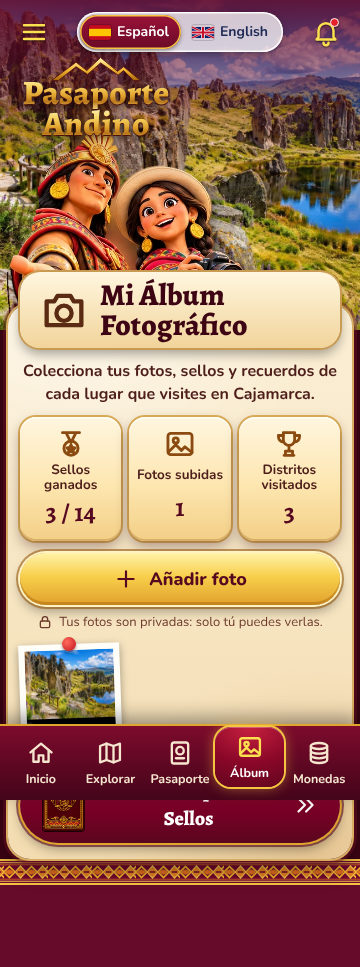 Español
English
Pasaporte
Andino
Mi Álbum
Fotográfico
Colecciona tus fotos, sellos y recuerdos de
cada lugar que visites en Cajamarca.
Sellos
ganados
3 / 14
Fotos subidas
1
Distritos
visitados
3
Añadir foto
Tus fotos son privadas: solo tú puedes verlas.
Inicio
Explorar
Pasaporte
Álbum
Monedas
Sellos